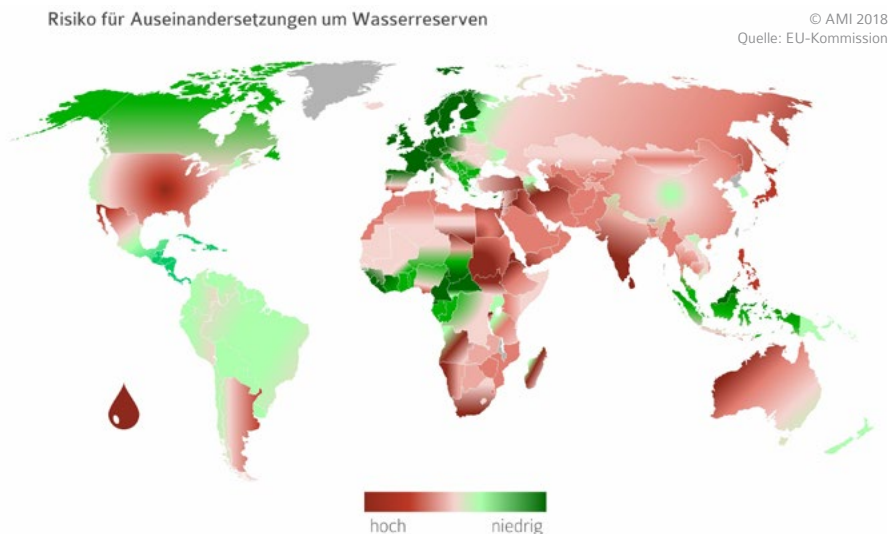 Risiko für Auseinandersetzungen um Wasserreserven
© AMI 2018
Quelle: EU-Kommission
hoch niedrig